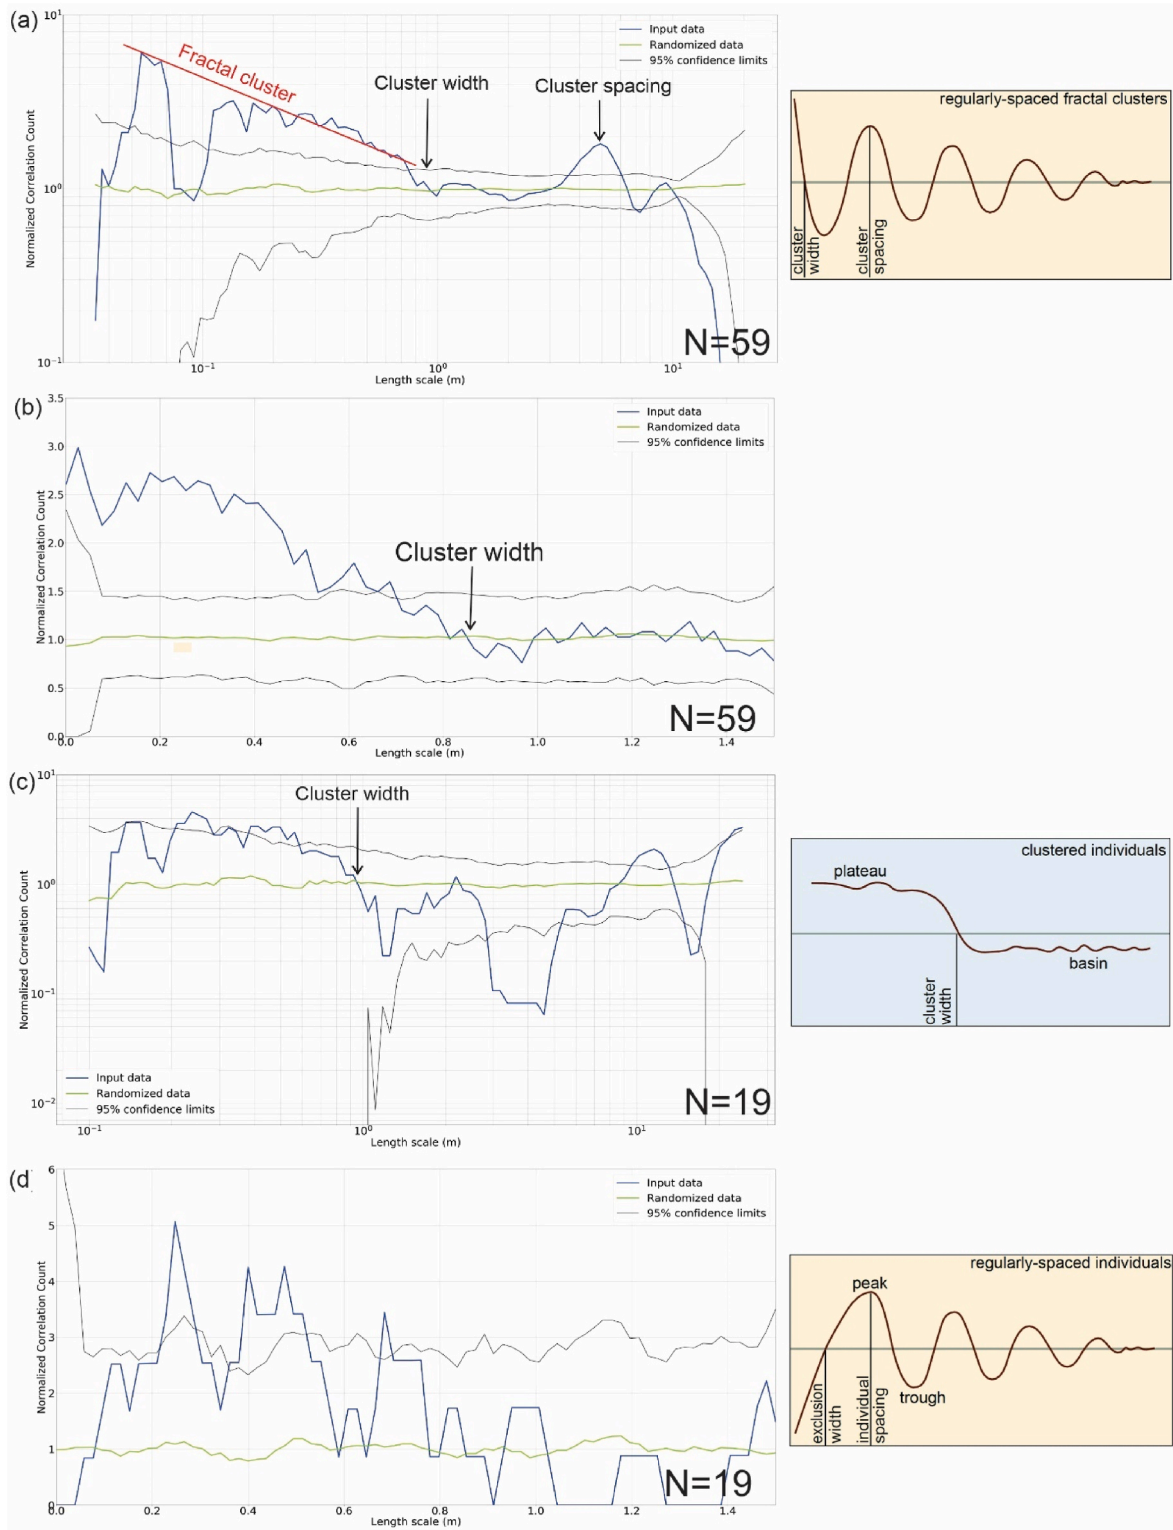 (a)
10¹
10⁰
10⁻¹
Normalized Correlation Count
Fractal cluster
Cluster width
Cluster spacing
Input data
Randomized data
95% confidence limits
N=59
10⁻¹
10⁰
10¹
Length scale (m)
regularly-spaced fractal clusters
cluster
width
cluster
spacing
(b)
3.5
3.0
2.5
2.0
1.5
1.0
0.5
0.0
Normalized Correlation Count
Input data
Randomized data
95% confidence limits
Cluster width
N=59
0.0
0.2
0.4
0.6
0.8
1.0
1.2
1.4
Length scale (m)
(c)
10¹
10⁰
10⁻¹
10⁻²
Normalized Correlation Count
Cluster width
Input data
Randomized data
95% confidence limits
N=19
10⁻¹
10⁰
10¹
Length scale (m)
clustered individuals
plateau
basin
cluster
width
(d)
6
5
4
3
2
1
0
Normalized Correlation Count
Input data
Randomized data
95% confidence limits
N=19
0.0
0.2
0.4
0.6
0.8
1.0
1.2
1.4
Length scale (m)
regularly-spaced individuals
peak
trough
exclusion
width
individual
spacing